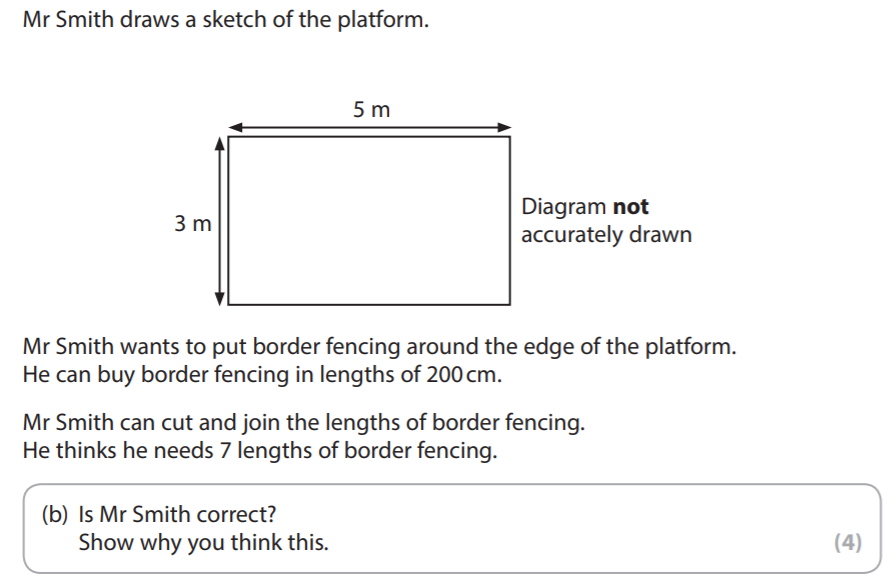 Mr Smith draws a sketch of the platform.
5 m
3 m
Diagram not
accurately drawn
Mr Smith wants to put border fencing around the edge of the platform.
He can buy border fencing in lengths of 200 cm.
Mr Smith can cut and join the lengths of border fencing.
He thinks he needs 7 lengths of border fencing.
(b) Is Mr Smith correct?
Show why you think this. (4)